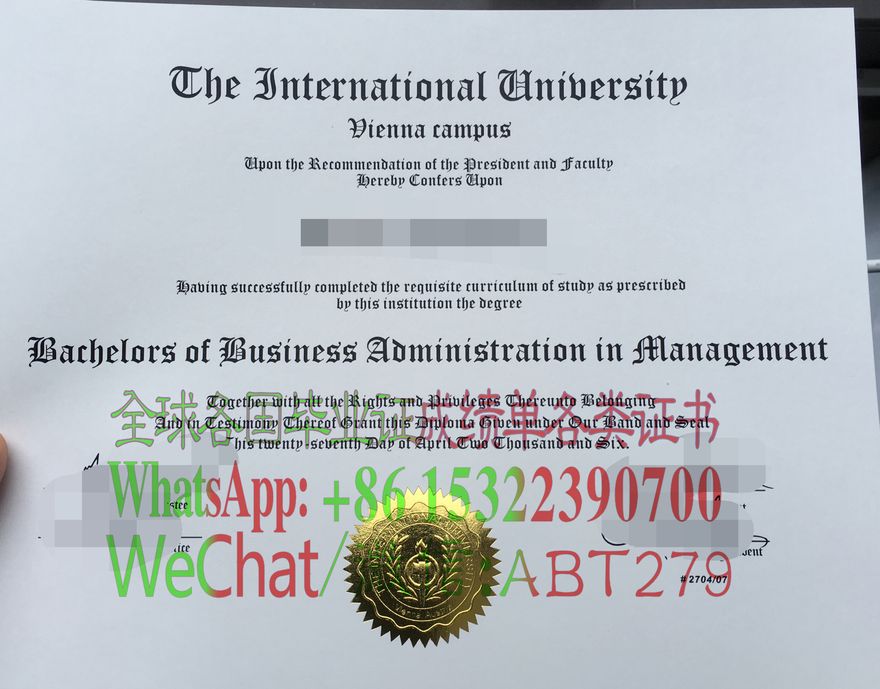 The International University
Vienna campus
Upon the Recommendation of the President and Faculty
Hereby Confers Upon
Having successfully completed the requisite curriculum of study as prescribed
by this institution the degree
Bachelors of Business Administration in Management
Together with all the Rights and Privileges Thereunto Belonging
全球各国毕业证成绩单各类证书
And in Testimony Thereof Grant this Diploma Given under Our Hand and Seal
This twenty-seventh Day of April Two Thousand and Six.
WhatsApp: +86 15322390700
WeChat/ ABT279
# 2704/07